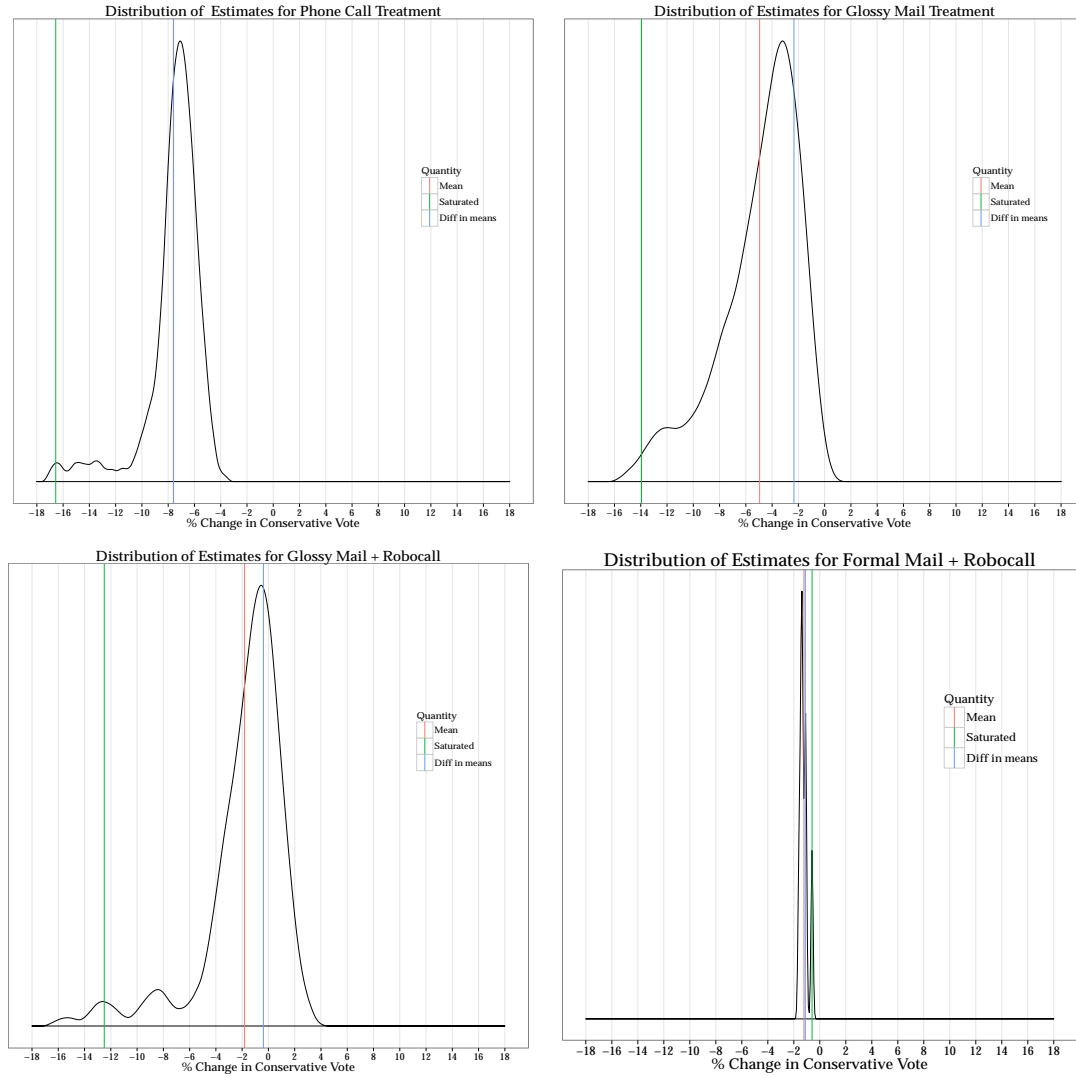 Distribution of Estimates for Phone Call Treatment
Quantity
Mean
Saturated
Diff in means
−18 −16 −14 −12 −10 −8 −6 −4 −2 0 2 4 6 8 10 12 14 16 18
% Change in Conservative Vote
Distribution of Estimates for Glossy Mail Treatment
Quantity
Mean
Saturated
Diff in means
−18 −16 −14 −12 −10 −8 −6 −4 −2 0 2 4 6 8 10 12 14 16 18
% Change in Conservative Vote
Distribution of Estimates for Glossy Mail + Robocall
Quantity
Mean
Saturated
Diff in means
−18 −16 −14 −12 −10 −8 −6 −4 −2 0 2 4 6 8 10 12 14 16 18
% Change in Conservative Vote
Distribution of Estimates for Formal Mail + Robocall
Quantity
Mean
Saturated
Diff in means
−18 −16 −14 −12 −10 −8 −6 −4 −2 0 2 4 6 8 10 12 14 16 18
% Change in Conservative Vote